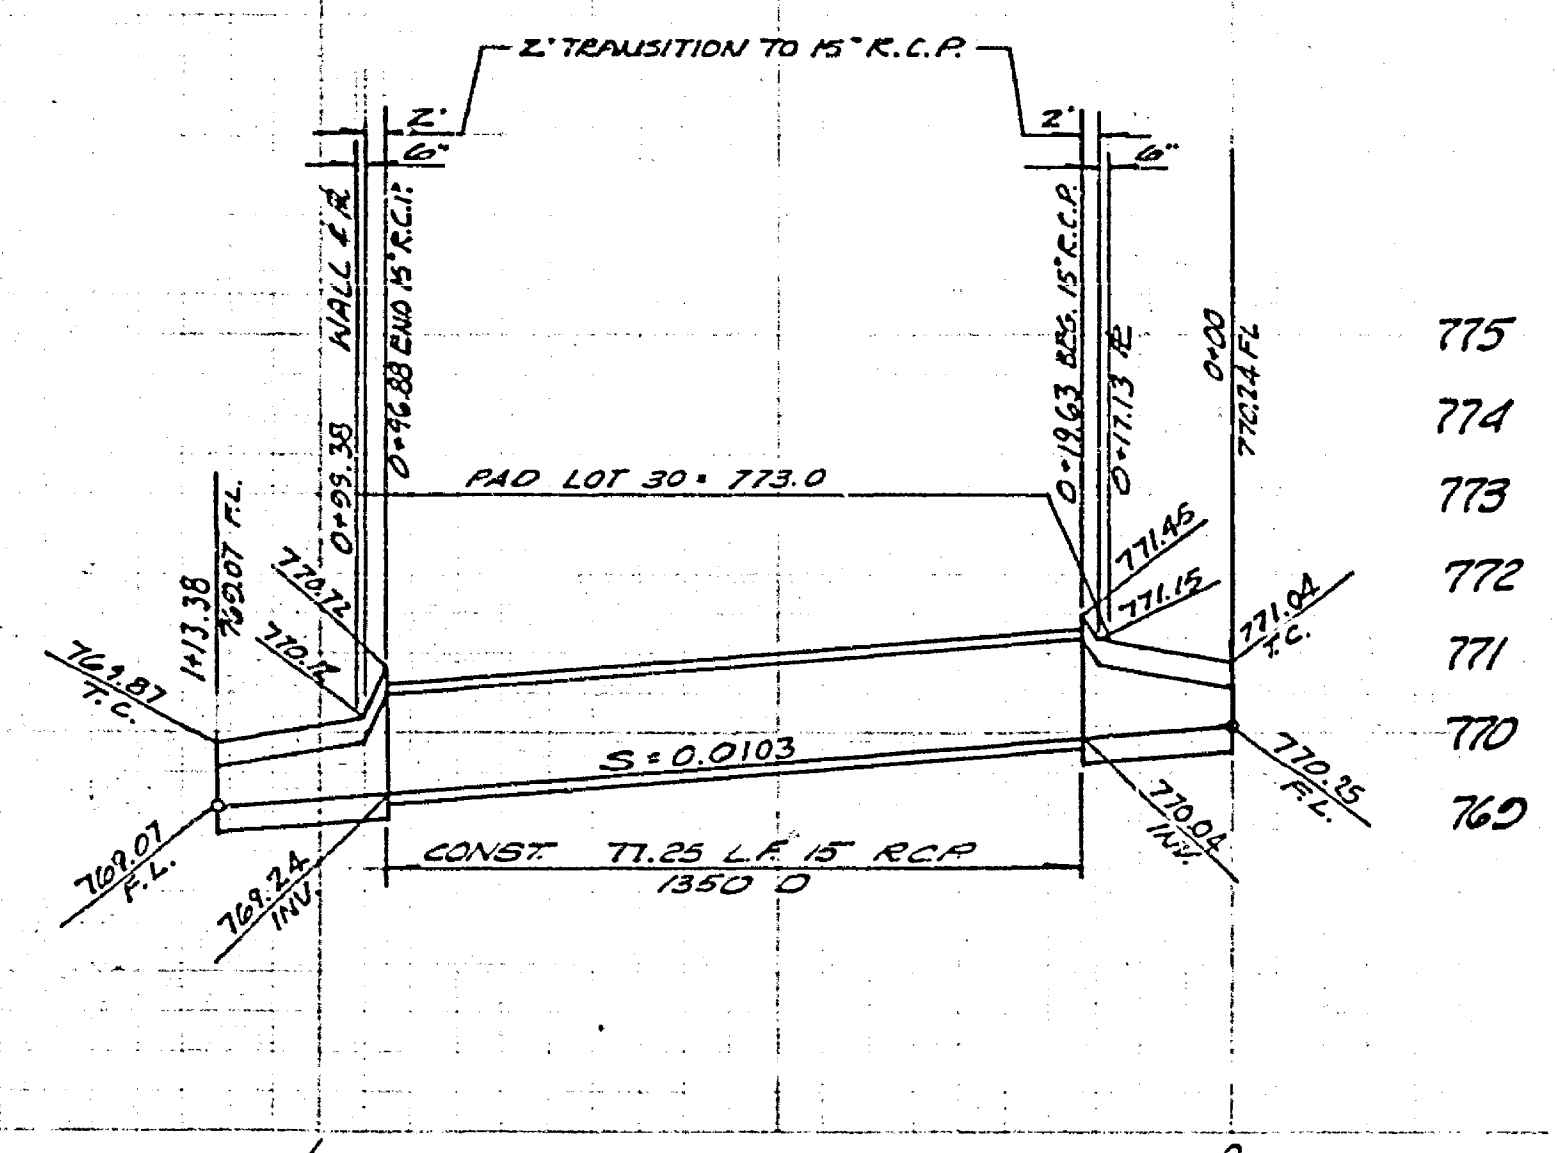 2' TRANSITION TO 15" R.C.P.
2'
6"
2'
6"
0+99.38 WALL & PL
0+96.88 END 15" R.C.P.
0+19.63 BEG. 15" R.C.P.
0+17.13 PL
0+00
770.24 FL
775
774
773
772
771
770
769
PAD LOT 30 = 773.0
1+13.38
769.07 F.L.
770.72
770.12
769.87
T.C.
771.45
771.15
771.04
T.C.
S = 0.0103
769.07
F.L.
769.24
INV.
770.04
INV.
770.25
F.L.
CONST. 77.25 L.F. 15" RCP
1350 D